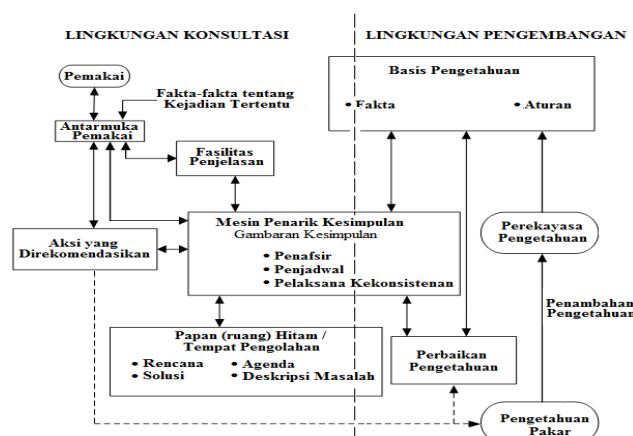 LINGKUNGAN KONSULTASI
LINGKUNGAN PENGEMBANGAN
Pemakai
Fakta-fakta tentang
Kejadian Tertentu
Antarmuka
Pemakai
Fasilitas
Penjelasan
Basis Pengetahuan
• Fakta
• Aturan
Aksi yang
Direkomendasikan
Mesin Penarik Kesimpulan
Gambaran Kesimpulan
• Penafsir
• Penjadwal
• Pelaksana Kekonsistenan
Perekayasa
Pengetahuan
Penambahan
Pengetahuan
Papan (ruang) Hitam /
Tempat Pengolahan
• Rencana
• Solusi
• Agenda
• Deskripsi Masalah
Perbaikan
Pengetahuan
Pengetahuan
Pakar